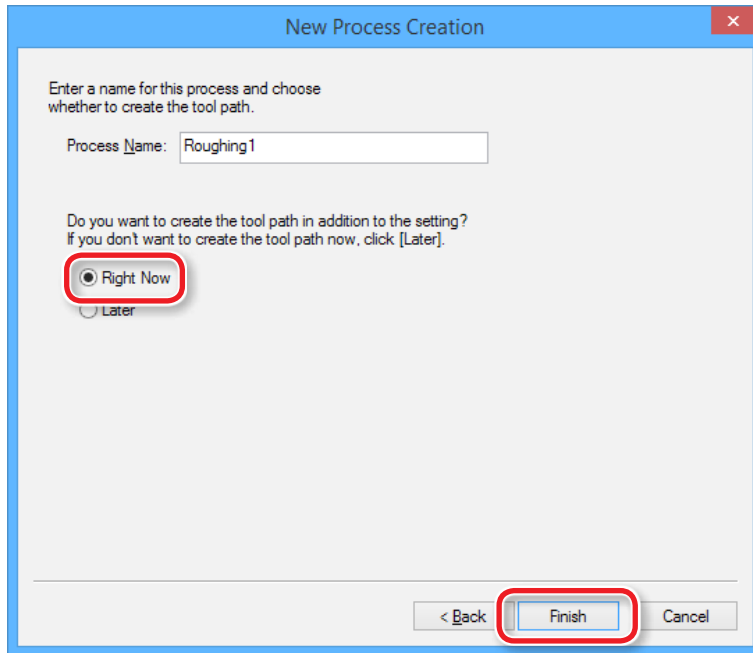 New Process Creation
Enter a name for this process and choose
whether to create the tool path.
Process Name: Roughing1
Do you want to create the tool path in addition to the setting?
If you don't want to create the tool path now, click [Later].
Right Now
Later
< Back Finish Cancel